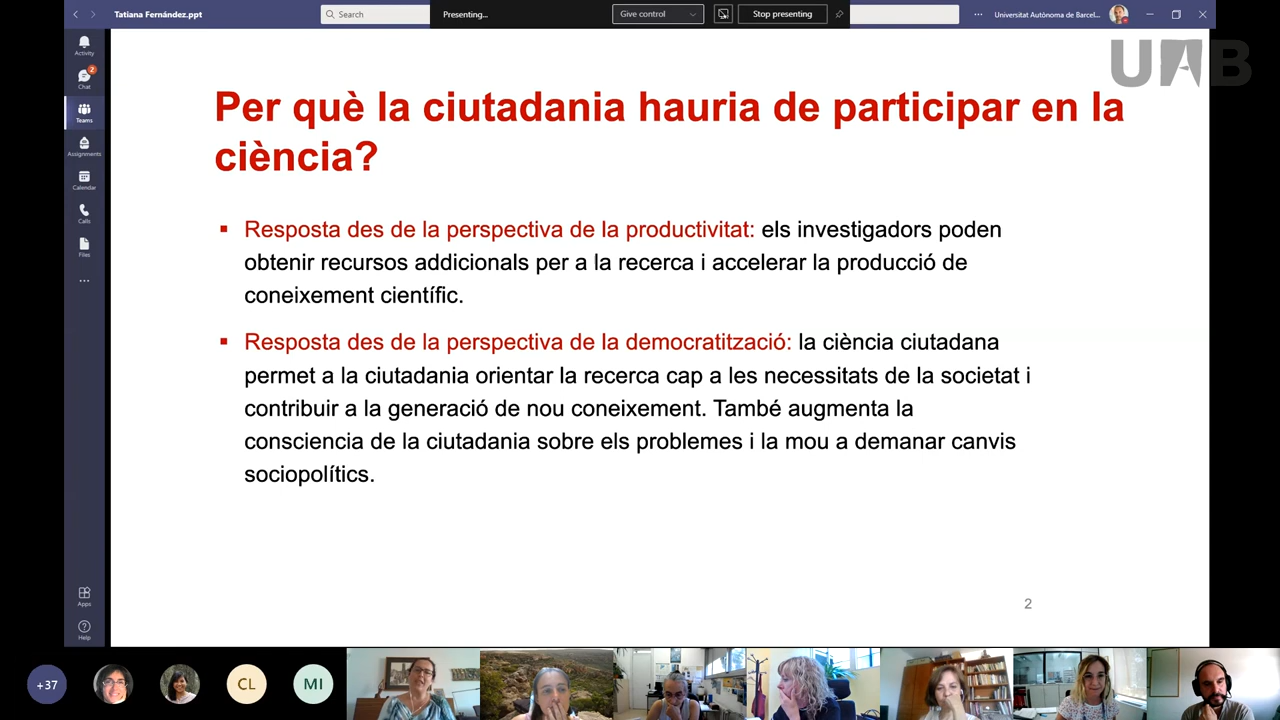 Tatiana Fernández.ppt
Search
Presenting...
Give control
Stop presenting
Universitat Autònoma de Barcel...
UAB
Activity
2
Chat
Teams
Assignments
Calendar
Calls
Files
Apps
Help
Per què la ciutadania hauria de participar en la
ciència?
Resposta des de la perspectiva de la productivitat: els investigadors poden
obtenir recursos addicionals per a la recerca i accelerar la producció de
coneixement científic.
Resposta des de la perspectiva de la democratització: la ciència ciutadana
permet a la ciutadania orientar la recerca cap a les necessitats de la societat i
contribuir a la generació de nou coneixement. També augmenta la
consciencia de la ciutadania sobre els problemes i la mou a demanar canvis
sociopolítics.
2
+37
CL
MI